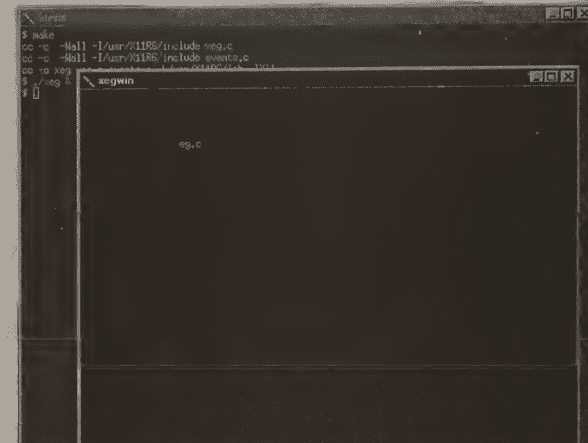 xterm
$ make
cc -c -Wall -I/usr/X11R6/include xeg.c
cc -c -Wall -I/usr/X11R6/include events.c
cc -o xeg
$ ./xeg &
$
xegwin
eg.c